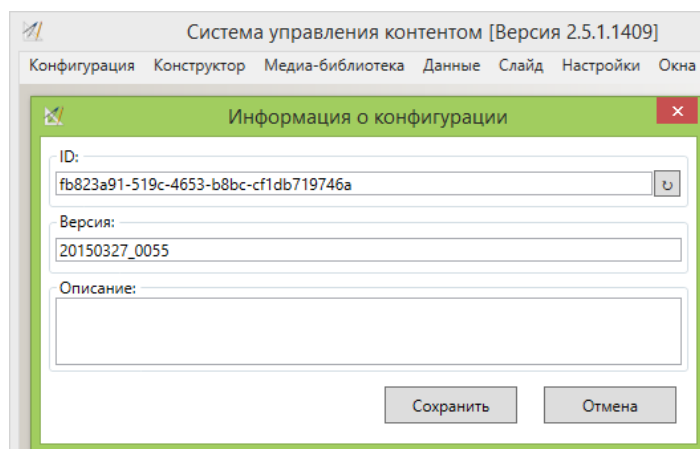 Система управления контентом [Версия 2.5.1.1409]
Конфигурация Конструктор Медиа-библиотека Данные Слайд Настройки Окна
Информация о конфигурации
ID:
fb823a91-519c-4653-b8bc-cf1db719746a
Версия:
20150327_0055
Описание:
Сохранить Отмена